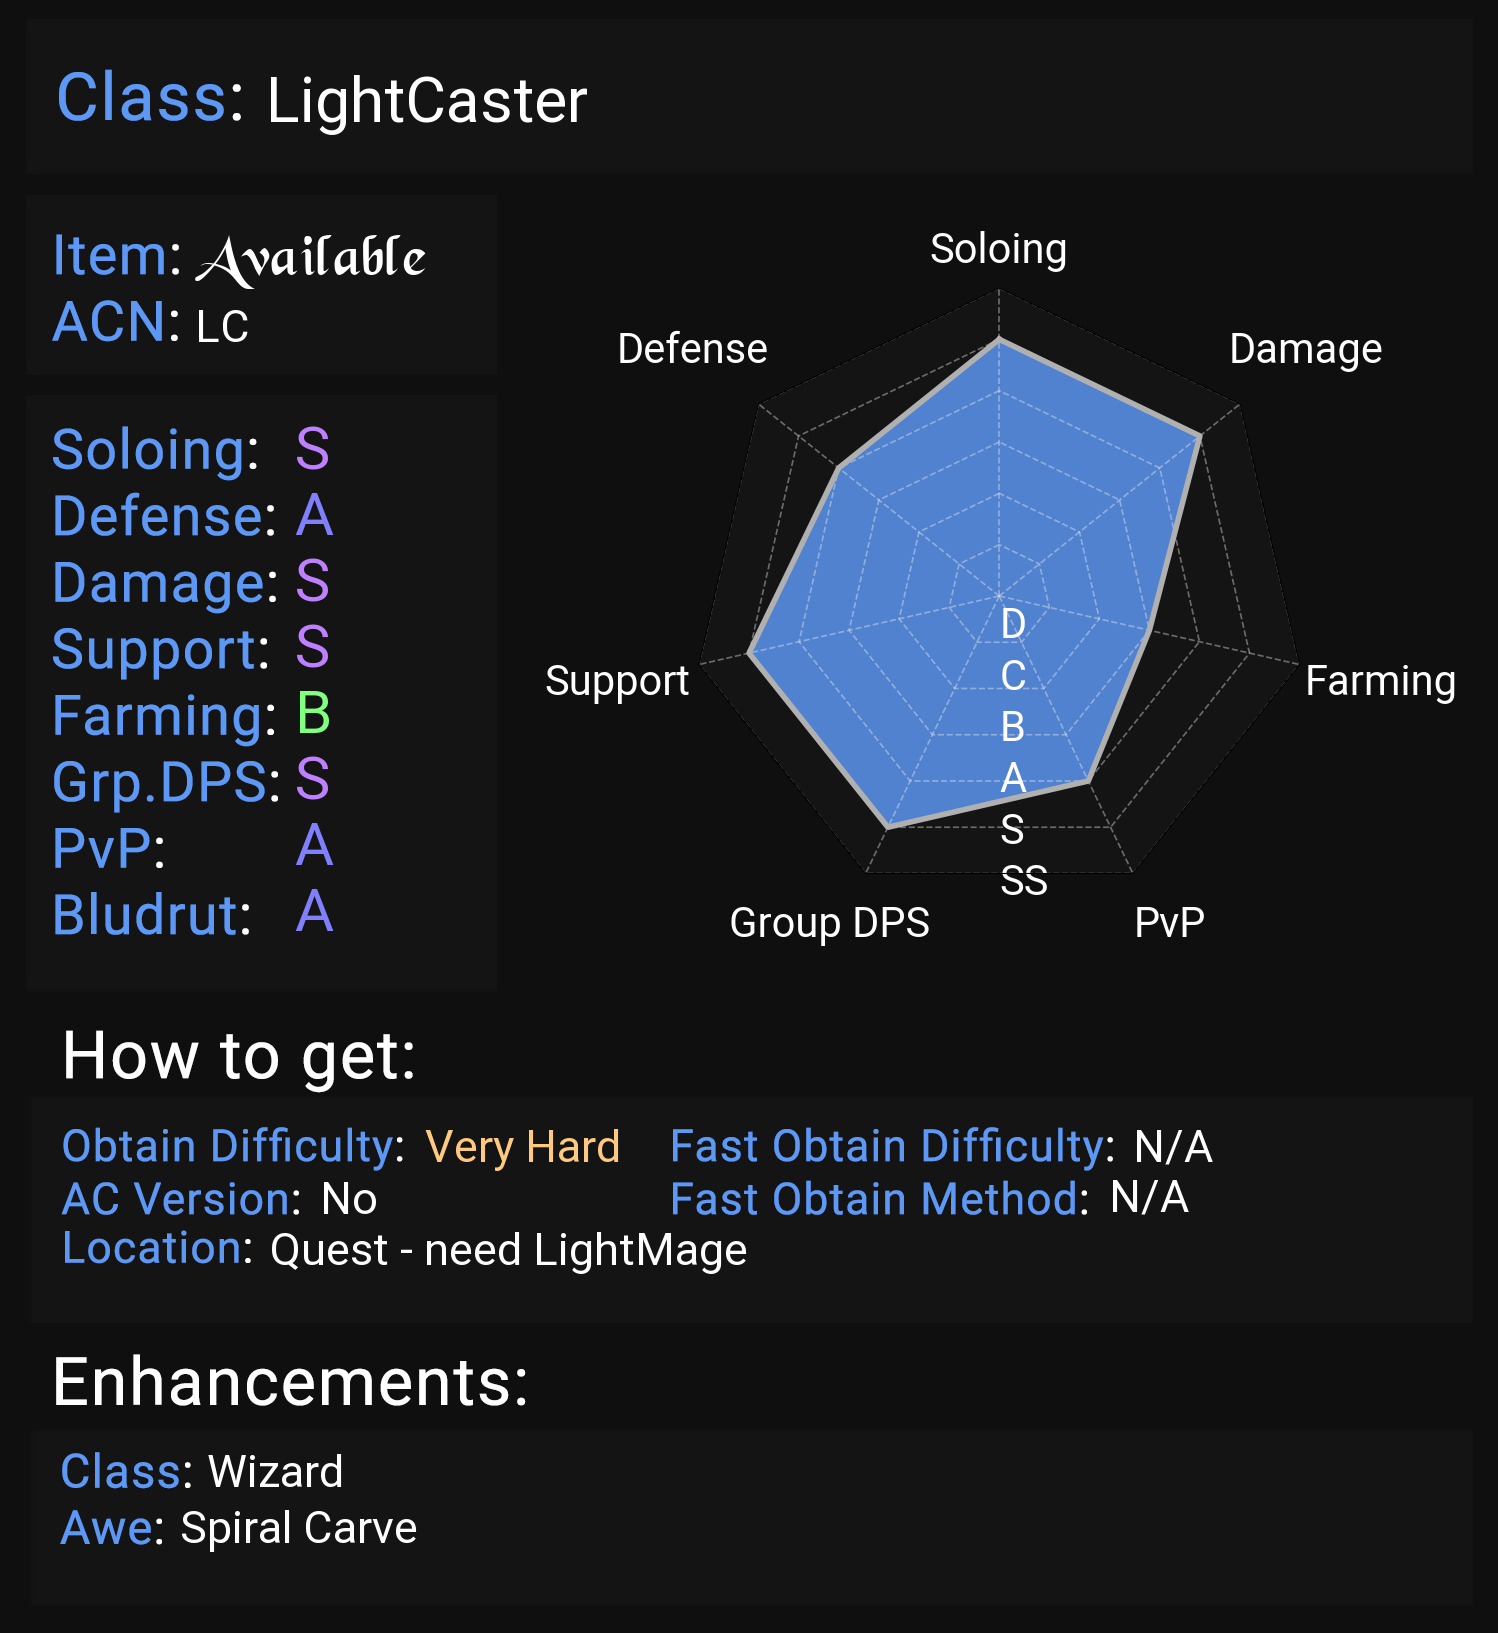 Class: LightCaster
Item: Available
ACN: LC
Soloing: S
Defense: A
Damage: S
Support: S
Farming: B
Grp.DPS: S
PvP: A
Bludrut: A
Soloing
Defense
Damage
Support
Farming
Group DPS
PvP
D
C
B
A
S
SS
How to get:
Obtain Difficulty: Very Hard
Fast Obtain Difficulty: N/A
AC Version: No
Fast Obtain Method: N/A
Location: Quest - need LightMage
Enhancements:
Class: Wizard
Awe: Spiral Carve